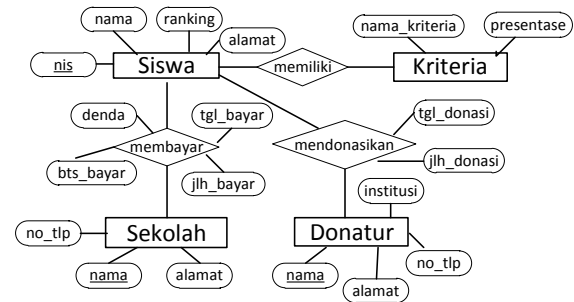 nama
ranking
alamat
nis
Siswa
memiliki
nama_kriteria
presentase
Kriteria
denda
tgl_bayar
membayar
bts_bayar
jlh_bayar
tgl_donasi
mendonasikan
jlh_donasi
institusi
no_tlp
Sekolah
nama
alamat
Donatur
nama
alamat
no_tlp